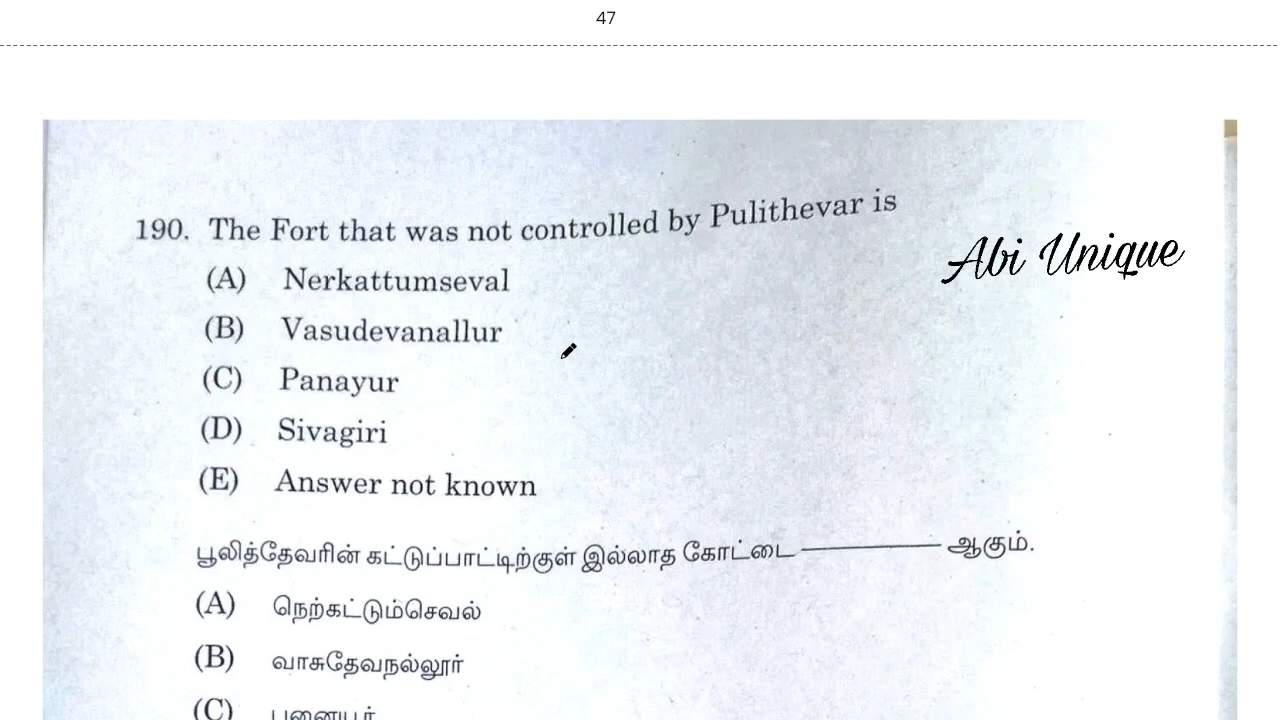 47
190. The Fort that was not controlled by Pulithevar is
Abi Unique
(A) Nerkattumseval
(B) Vasudevanallur
(C) Panayur
(D) Sivagiri
(E) Answer not known
பூலித்தேவரின் கட்டுப்பாட்டிற்குள் இல்லாத கோட்டை ———— ஆகும்.
(A) நெற்கட்டும்செவல்
(B) வாசுதேவநல்லூர்
(C) பனையூர்